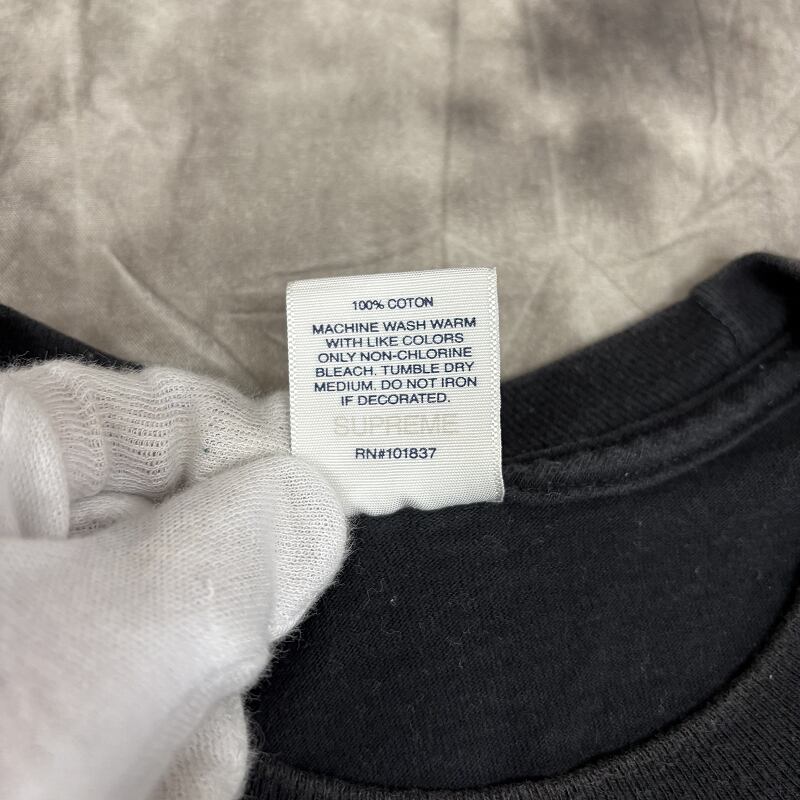 100% COTON
MACHINE WASH WARM
WITH LIKE COLORS
ONLY NON-CHLORINE
BLEACH. TUMBLE DRY
MEDIUM. DO NOT IRON
IF DECORATED.
SUPREME
RN#101837